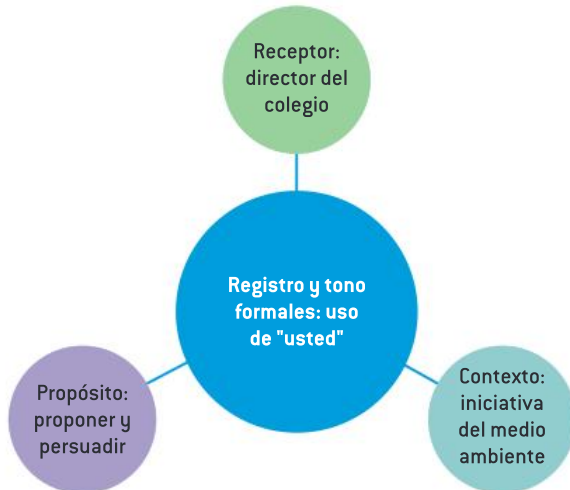 Receptor:
director del
colegio
Registro y tono
formales: uso
de "usted"
Propósito:
proponer y
persuadir
Contexto:
iniciativa
del medio
ambiente